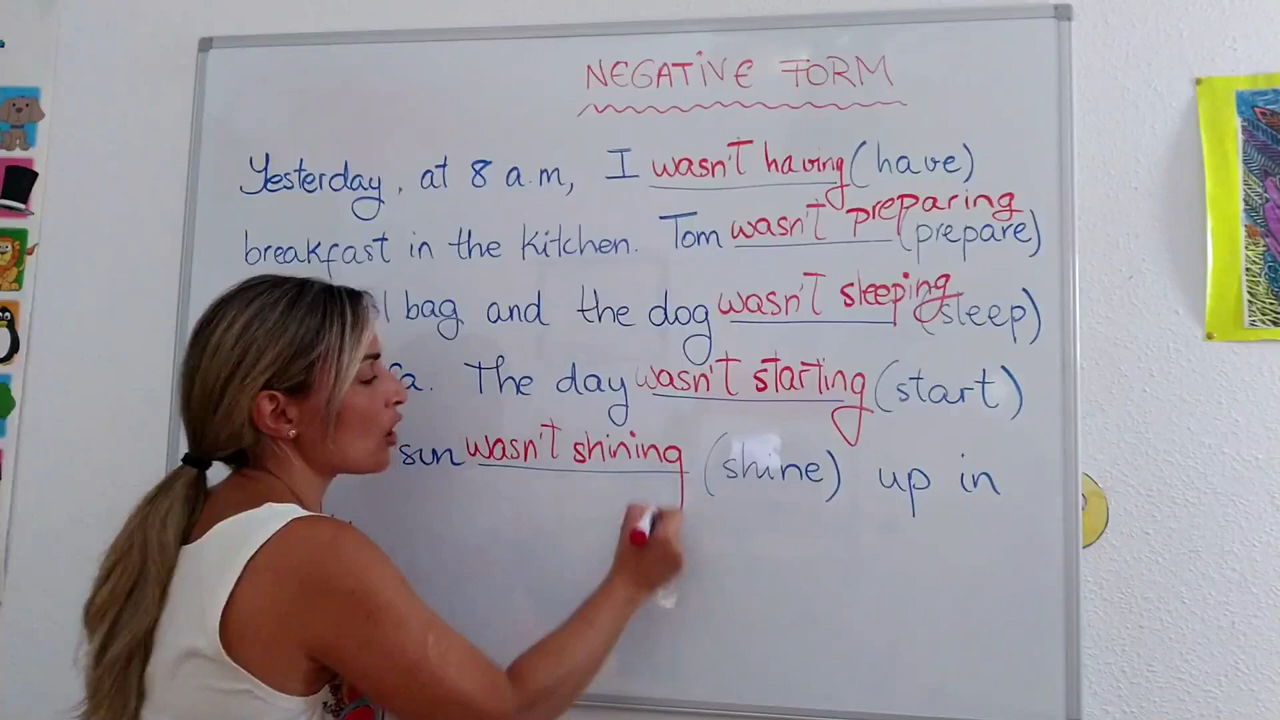 NEGATIVE FORM
Yesterday, at 8 a.m, I wasn't having (have)
breakfast in the kitchen. Tom wasn't preparing (prepare)
bag and the dog wasn't sleeping (sleep)
The day wasn't starting (start)
sun wasn't shining (shine) up in